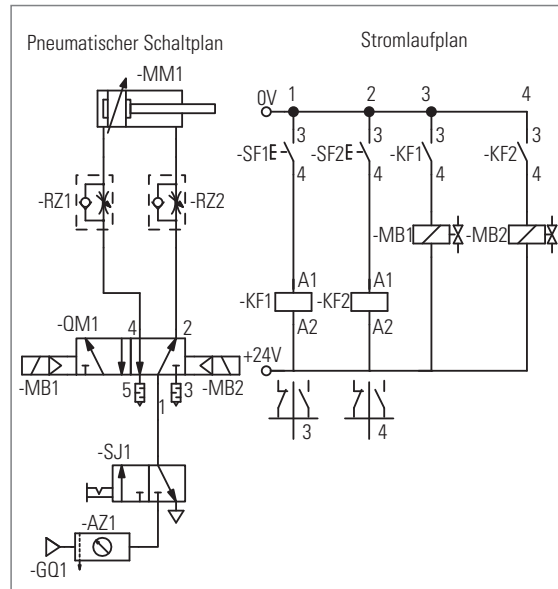 Pneumatischer Schaltplan
Stromlaufplan
-MM1
0V
1
2
3
4
3
3
3
3
-SF1
-SF2
-KF1
-KF2
4
4
4
4
-RZ1
-RZ2
-MB1
-MB2
A1
A1
-KF1
-KF2
A2
A2
-QM1
4
2
+24V
-MB1
5
3
-MB2
1
3
4
-SJ1
-AZ1
-GQ1